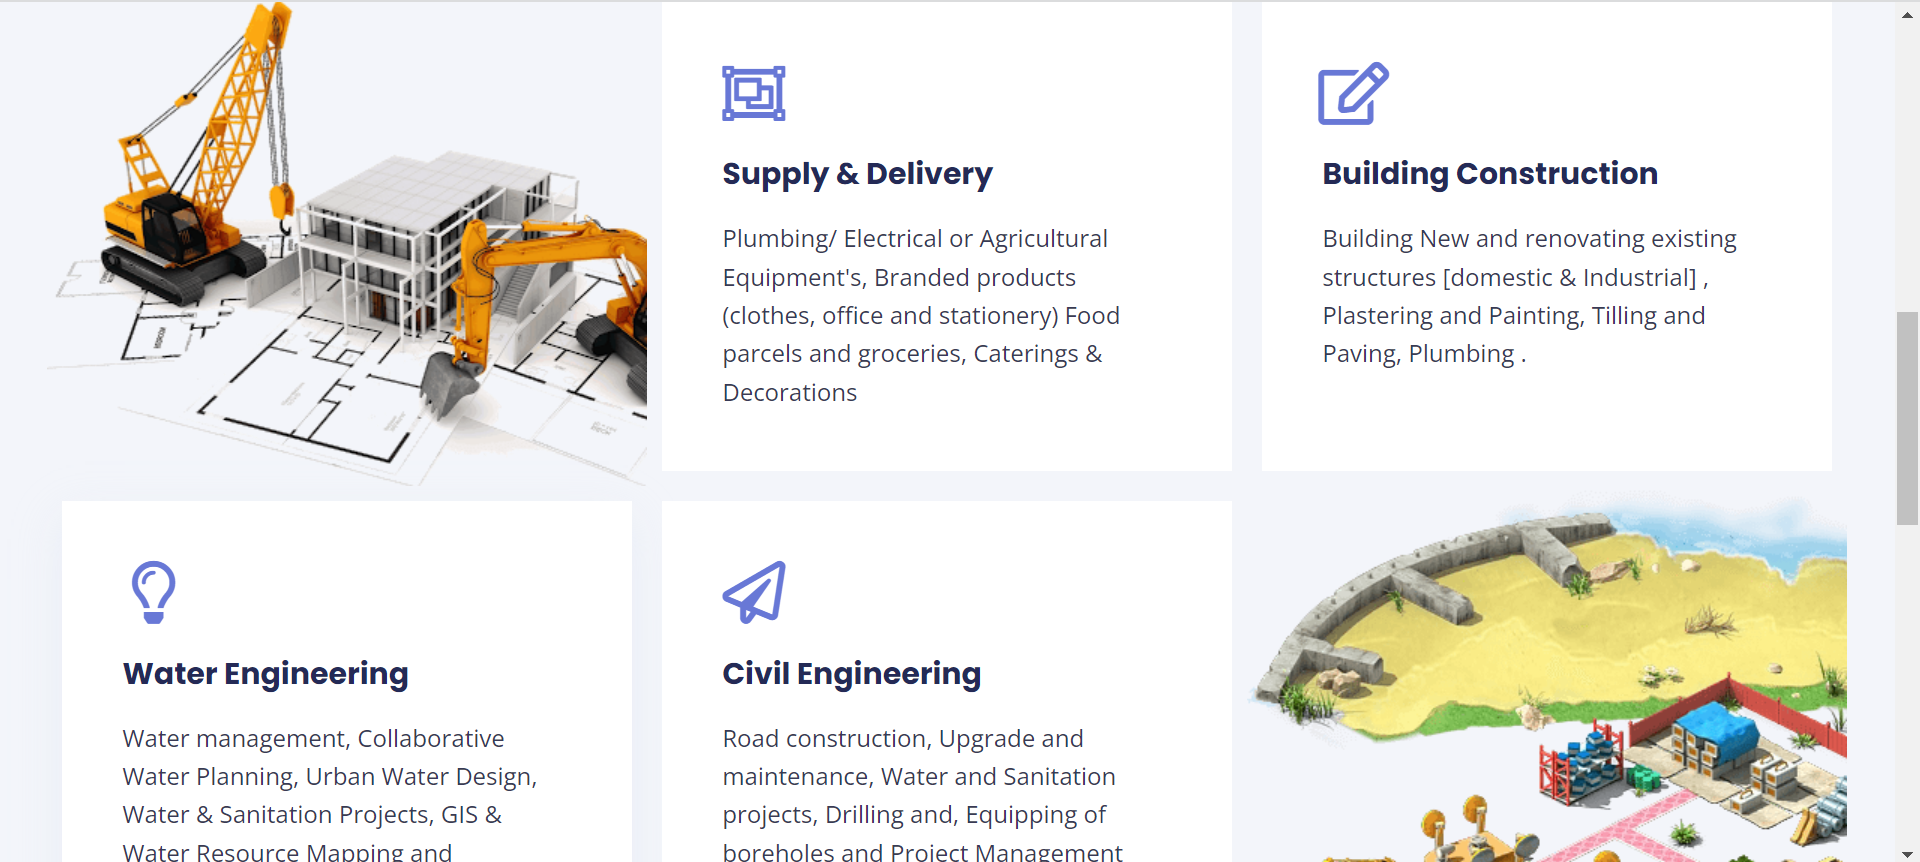 Supply & Delivery
Plumbing/ Electrical or Agricultural
Equipment's, Branded products
(clothes, office and stationery) Food
parcels and groceries, Caterings &
Decorations
Building Construction
Building New and renovating existing
structures [domestic & Industrial] ,
Plastering and Painting, Tilling and
Paving, Plumbing .
Water Engineering
Water management, Collaborative
Water Planning, Urban Water Design,
Water & Sanitation Projects, GIS &
Water Resource Mapping and
Civil Engineering
Road construction, Upgrade and
maintenance, Water and Sanitation
projects, Drilling and, Equipping of
boreholes and Project Management